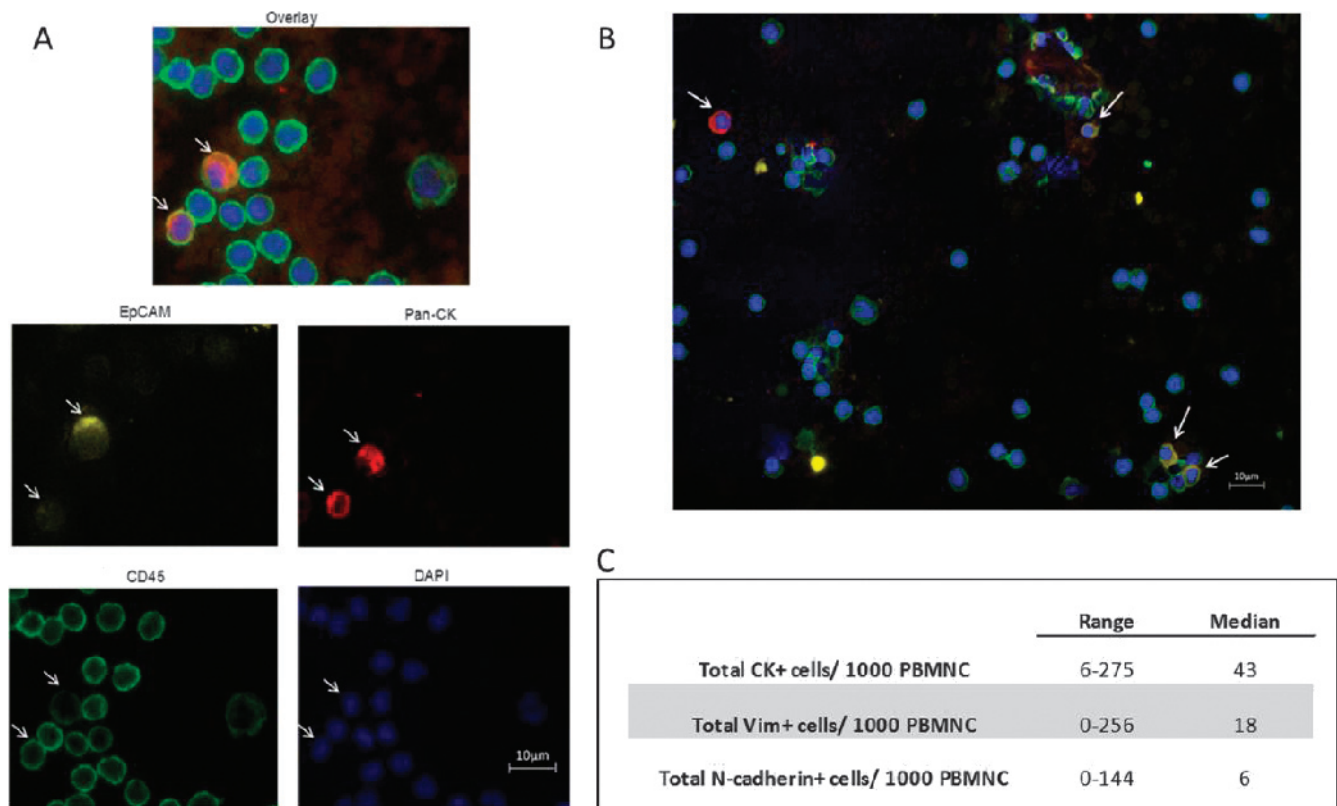 A
Overlay
EpCAM
Pan-CK
CD45
DAPI
10µm
B
10µm
C
Range Median
Total CK+ cells/ 1000 PBMNC 6-275 43
Total Vim+ cells/ 1000 PBMNC 0-256 18
Total N-cadherin+ cells/ 1000 PBMNC 0-144 6